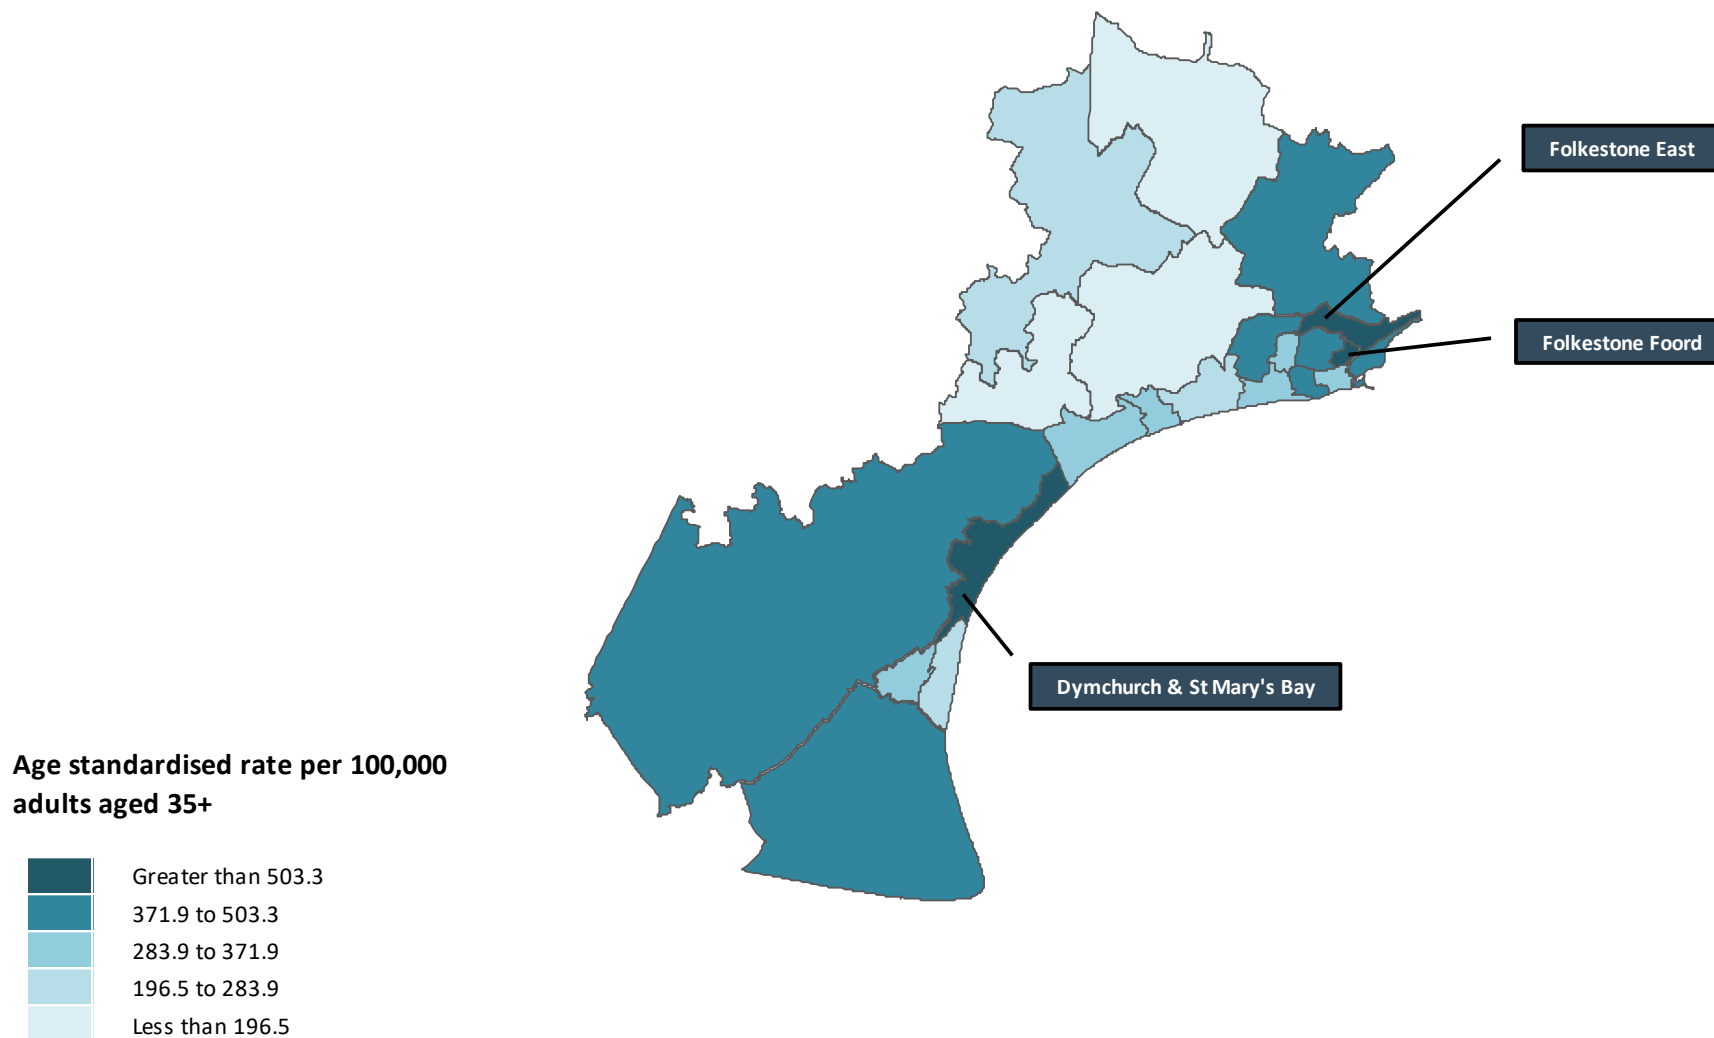 Folkestone East
Folkestone Foord
Dymchurch & St Mary's Bay
Age standardised rate per 100,000
adults aged 35+
Greater than 503.3
371.9 to 503.3
283.9 to 371.9
196.5 to 283.9
Less than 196.5